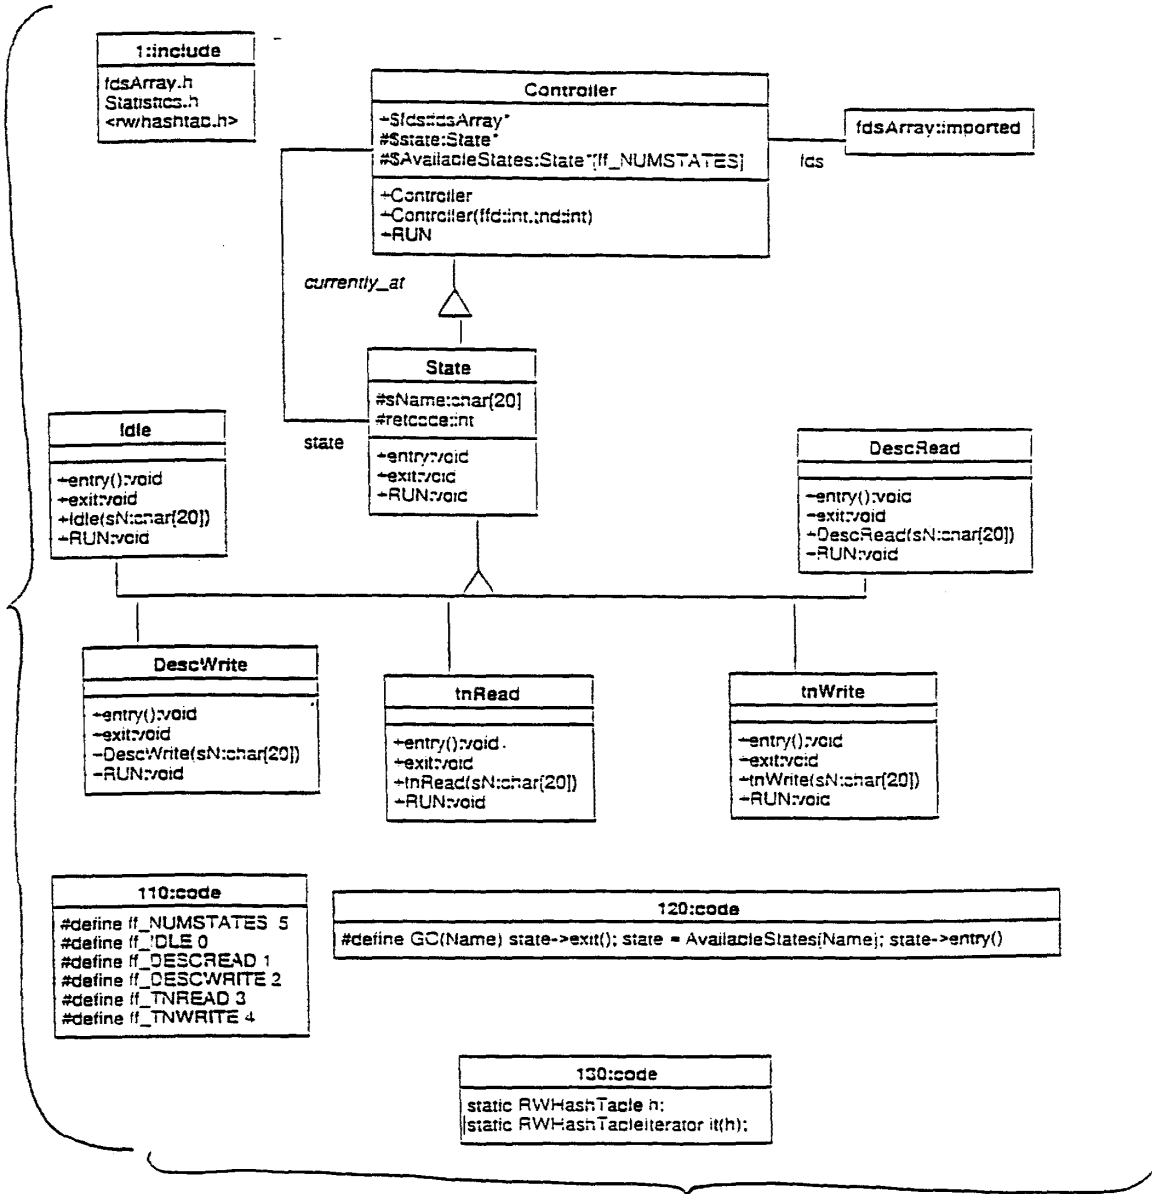 1:include
fdsArray.h
Statistics.h
<rw/hashtab.h>
Controller
+$fds:fdsArray*
#$state:State*
#$AvailableStates:State*[ff_NUMSTATES]
+Controller
+Controller(ffd:int,tnd:int)
+RUN
fdsArray::imported
fds
currently_at
State
#sName:char[20]
#retcode:int
+entry:void
+exit:void
+RUN:void
state
Idle
+entry():void
+exit:void
+Idle(sN:char[20])
+RUN:void
DescRead
+entry():void
+exit:void
+DescRead(sN:char[20])
+RUN:void
DescWrite
+entry():void
+exit:void
+DescWrite(sN:char[20])
+RUN:void
tnRead
+entry():void
+exit:void
+tnRead(sN:char[20])
+RUN:void
tnWrite
+entry():void
+exit:void
+tnWrite(sN:char[20])
+RUN:void
110:code
#define ff_NUMSTATES 5
#define ff_IDLE 0
#define ff_DESCREAD 1
#define ff_DESCWRITE 2
#define ff_TNREAD 3
#define ff_TNWRITE 4
120:code
#define GC(Name) state->exit(); state = AvailableStates[Name]; state->entry()
130:code
static RWHashTable h;
static RWHashTableIterator it(h);